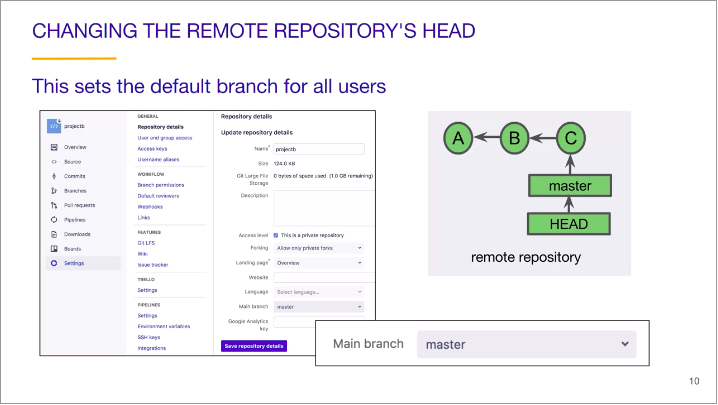 CHANGING THE REMOTE REPOSITORY'S HEAD
This sets the default branch for all users
</> projectb
Overview
Source
Commits
Branches
Pull requests
Pipelines
Downloads
Boards
Settings
GENERAL
Repository details
User and group access
Access keys
Username aliases
WORKFLOW
Branch permissions
Default reviewers
Webhooks
Links
FEATURES
Git LFS
Wiki
Issue tracker
TRELLO
Settings
PIPELINES
Settings
Environment variables
SSH keys
Integrations
Repository details
Update repository details
Name* projectb
Size 124.0 KB
Git Large File 0 bytes of space used. (1.0 GB remaining)
Storage
Description
Access level This is a private repository
Forking Allow only private forks
Landing page* Overview
Website
Language Select language...
Main branch master
Google Analytics
key
Save repository details
A B C
master
HEAD
remote repository
Main branch master
10